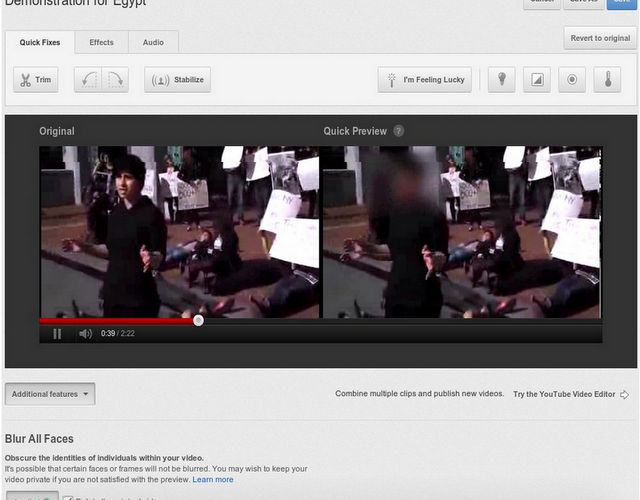 Demonstration for Egypt
Cancel Save As Save
Quick Fixes Effects Audio
Revert to original
Trim Stabilize I'm Feeling Lucky
Original Quick Preview ?
0:39 / 2:22
Additional features
Combine multiple clips and publish new videos. Try the YouTube Video Editor
Blur All Faces
Obscure the identities of individuals within your video.
It's possible that certain faces or frames will not be blurred. You may wish to keep your
video private if you are not satisfied with the preview. Learn more